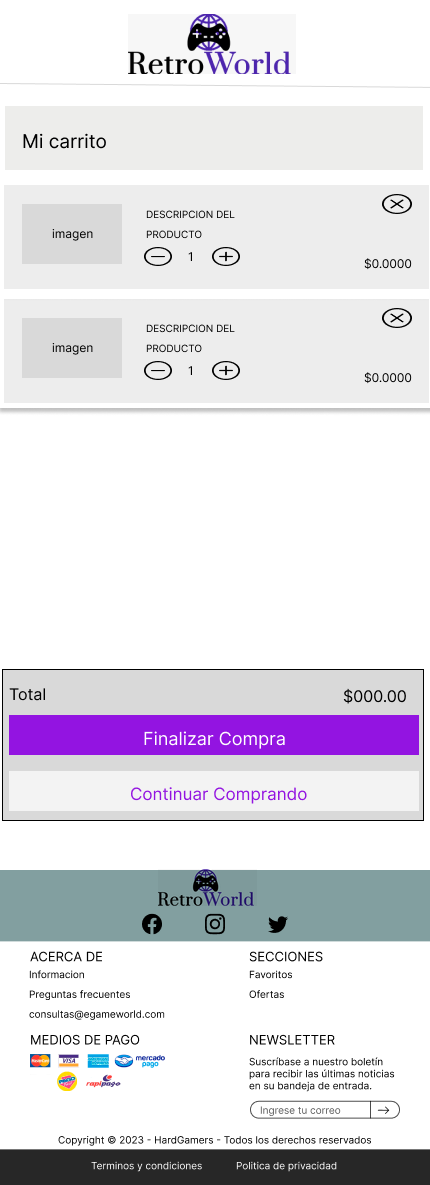 RetroWorld
Mi carrito
imagen
DESCRIPCION DEL
PRODUCTO
1
$0.0000
imagen
DESCRIPCION DEL
PRODUCTO
1
$0.0000
Total
$000.00
Finalizar Compra
Continuar Comprando
RetroWorld
ACERCA DE
Informacion
Preguntas frecuentes
consultas@egameworld.com
SECCIONES
Favoritos
Ofertas
MEDIOS DE PAGO
VISA
mercado
pago
rapipago
NEWSLETTER
Suscríbase a nuestro boletín
para recibir las últimas noticias
en su bandeja de entrada.
Ingrese tu correo
Copyright © 2023 - HardGamers - Todos los derechos reservados
Terminos y condiciones
Politica de privacidad